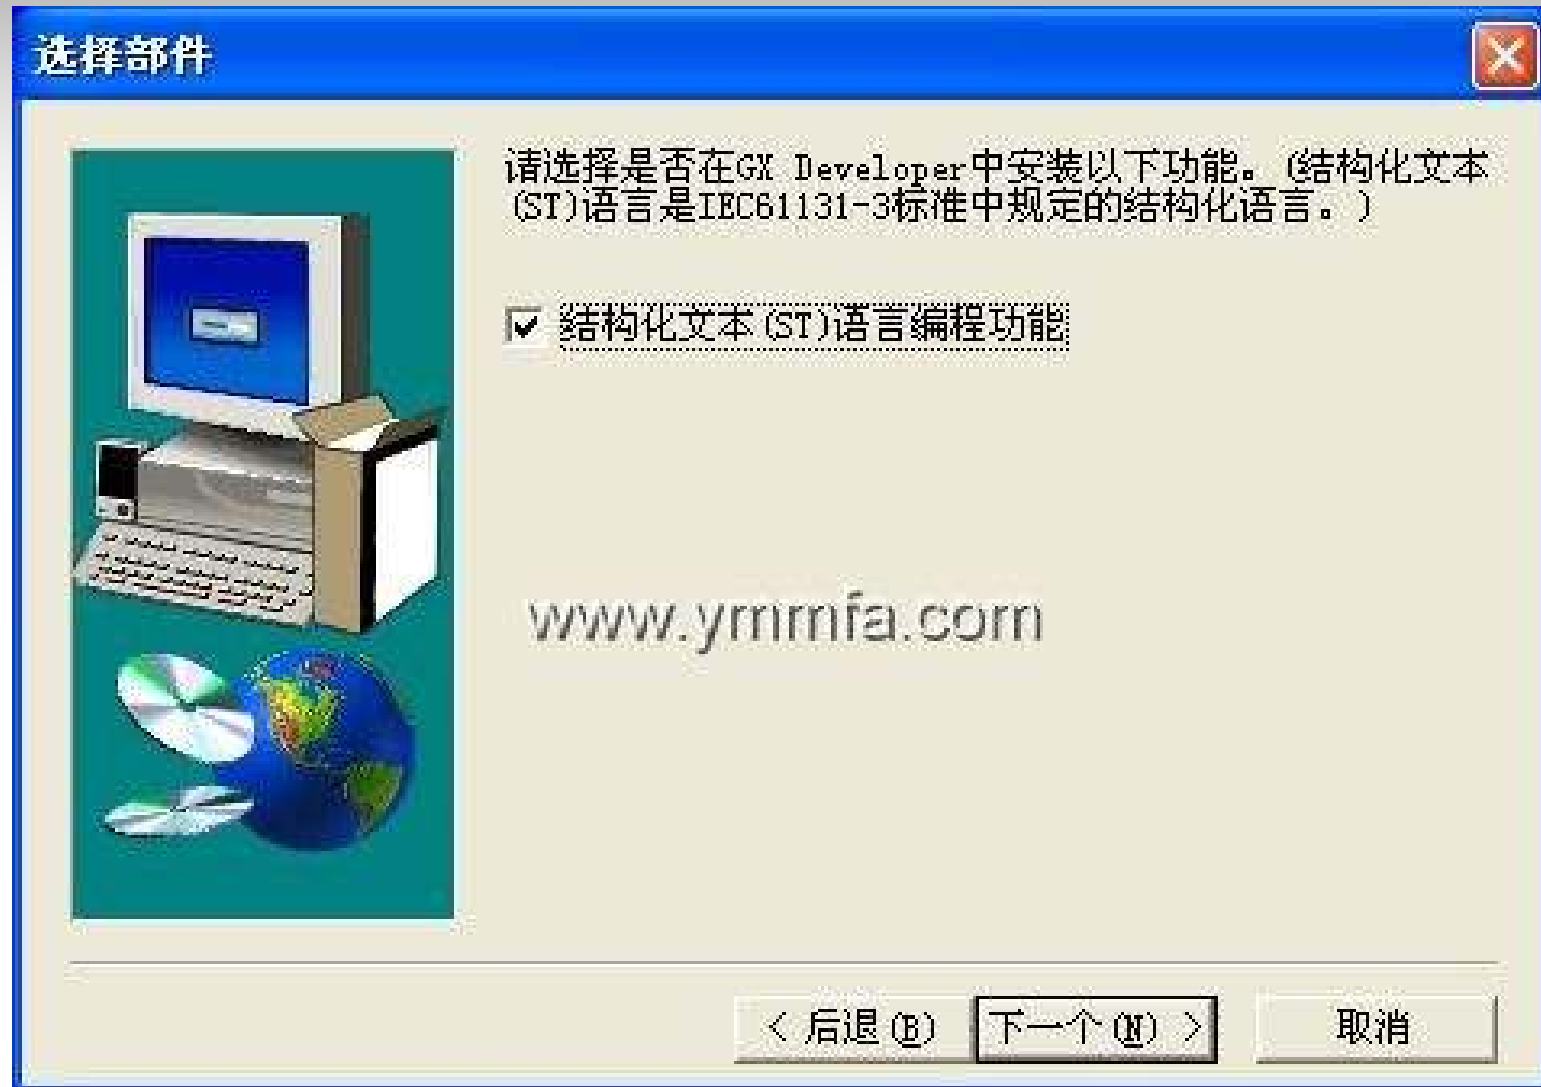 选择部件
请选择是否在GX Developer中安装以下功能。(结构化文本
(ST)语言是IEC61131-3标准中规定的结构化语言。)
结构化文本(ST)语言编程功能
www.ymmfa.com
< 后退(B)
下一个(N) >
取消